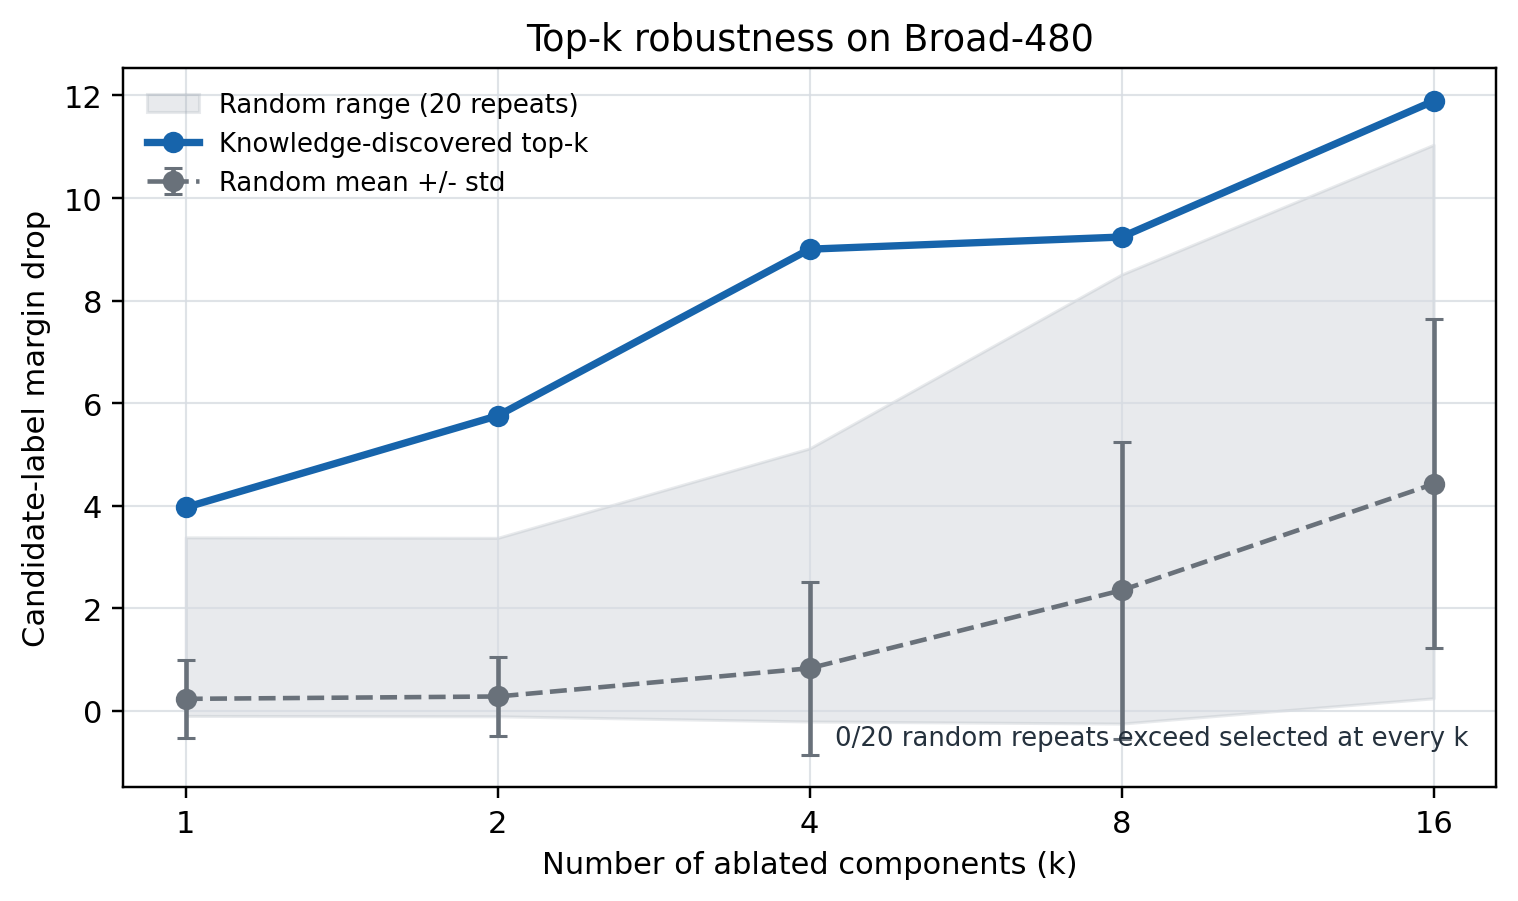 Top-k robustness on Broad-480
Random range (20 repeats)
Knowledge-discovered top-k
Random mean +/- std
Candidate-label margin drop
12
10
8
6
4
2
0
0/20 random repeats exceed selected at every k
1 2 4 8 16
Number of ablated components (k)